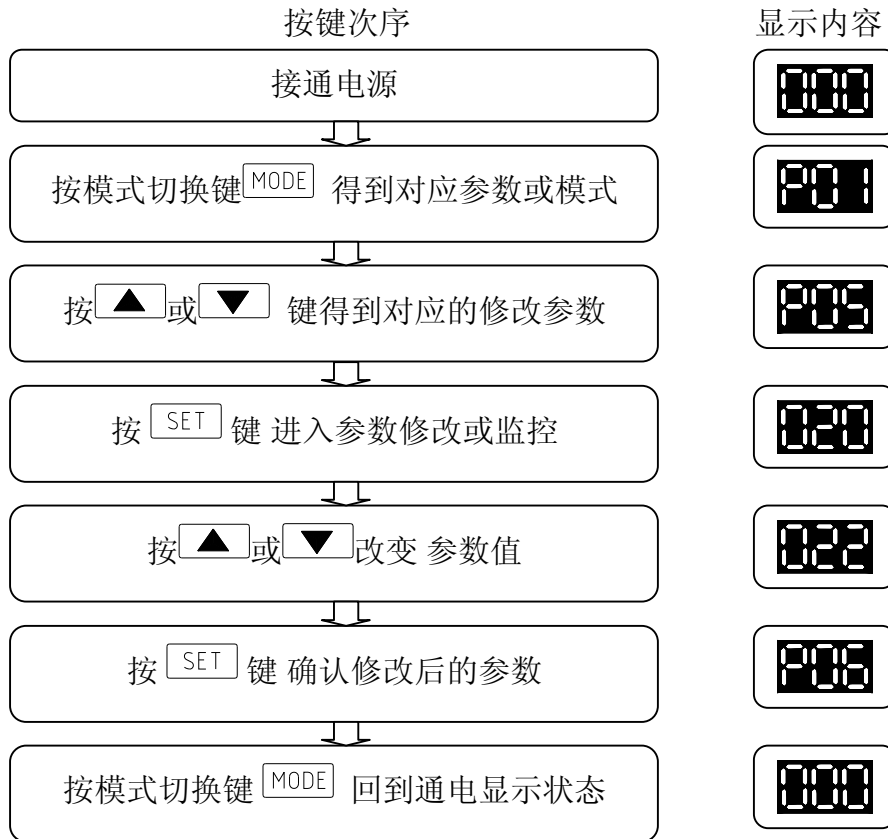 按键次序 显示内容
接通电源 000
按模式切换键 MODE 得到对应参数或模式 P01
按▲或▼ 键得到对应的修改参数 P05
按 SET 键 进入参数修改或监控 020
按▲或▼改变 参数值 022
按 SET 键 确认修改后的参数 P06
按模式切换键 MODE 回到通电显示状态 000